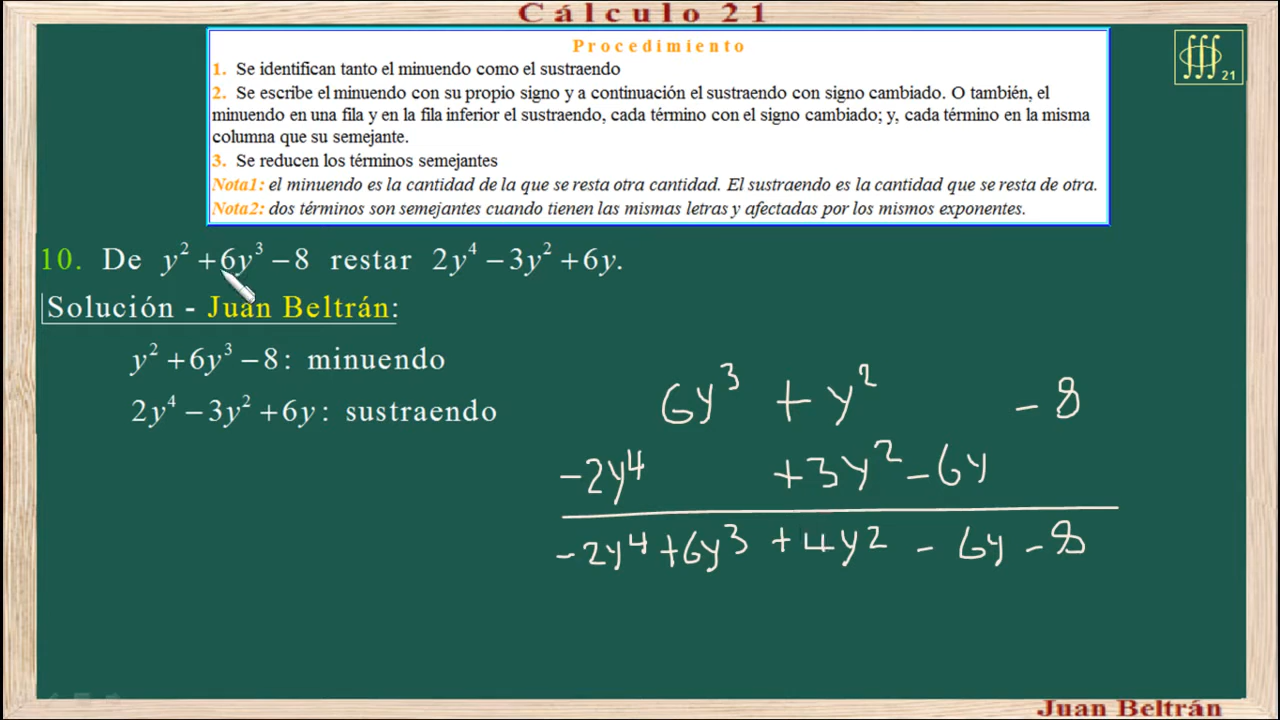 Cálculo 21
Procedimiento
1. Se identifican tanto el minuendo como el sustraendo
2. Se escribe el minuendo con su propio signo y a continuación el sustraendo con signo cambiado. O también, el
minuendo en una fila y en la fila inferior el sustraendo, cada término con el signo cambiado; y, cada término en la misma
columna que su semejante.
3. Se reducen los términos semejantes
Nota1: el minuendo es la cantidad de la que se resta otra cantidad. El sustraendo es la cantidad que se resta de otra.
Nota2: dos términos son semejantes cuando tienen las mismas letras y afectadas por los mismos exponentes.
∭ 21
10. De y² + 6y³ − 8 restar 2y⁴ − 3y² + 6y.
Solución - Juan Beltrán:
y² + 6y³ − 8: minuendo
2y⁴ − 3y² + 6y: sustraendo
6y³ + y² − 8
−2y⁴ +3y² − 6y
−2y⁴ + 6y³ + 4y² − 6y − 8
Juan Beltrán